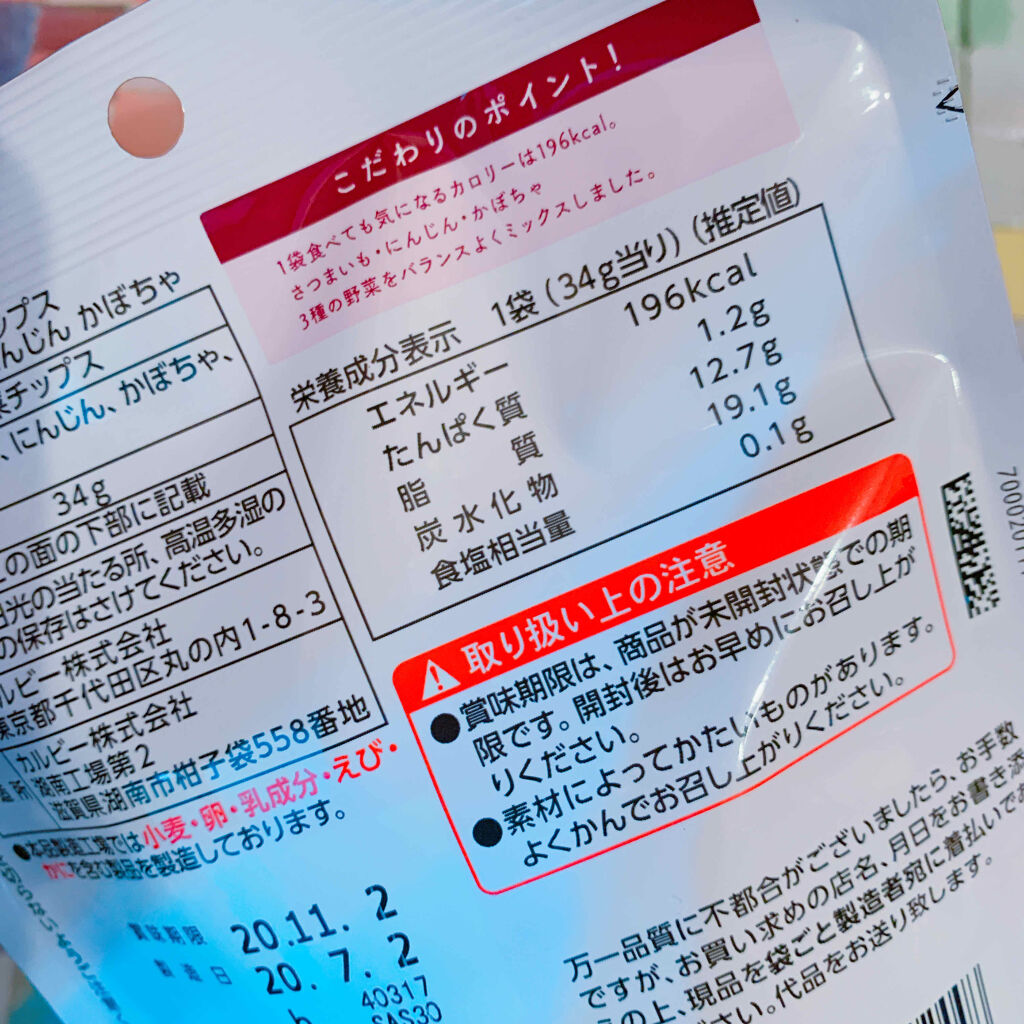 こだわりのポイント!
1袋食べても気になるカロリーは196kcal。
さつまいも・にんじん・かぼちゃ
3種の野菜をバランスよくミックスしました。
栄養成分表示 1袋(34g当り)(推定値)
エネルギー 196kcal
たんぱく質 1.2g
脂質 12.7g
炭水化物 19.1g
食塩相当量 0.1g
取り扱い上の注意
●賞味期限は、商品が未開封状態での期
限です。開封後はお早めにお召し上が
りください。
●素材によってかたいものがあります。
よくかんでお召し上がりください。
ップス
んじん かぼちゃ
チップス
、にんじん、かぼちゃ、
34g
の面の下部に記載
光の当たる所、高温多湿の
の保存はさけてください。
ルビー株式会社
東京都千代田区丸の内1-8-3
カルビー株式会社
湖南工場第2
滋賀県湖南市柑子袋558番地
●本品製造工場では小麦・卵・乳成分・えび・
かにを含む製品を製造しております。
賞味期限 20.11. 2
製造日 20. 7. 2
40317
SAS30
万一品質に不都合がございましたら、お手数
ですが、お買い求めの店名、月日をお書き添
の上、現品を袋ごと製造者宛に着払いでお
ださい。代品をお送り致します。